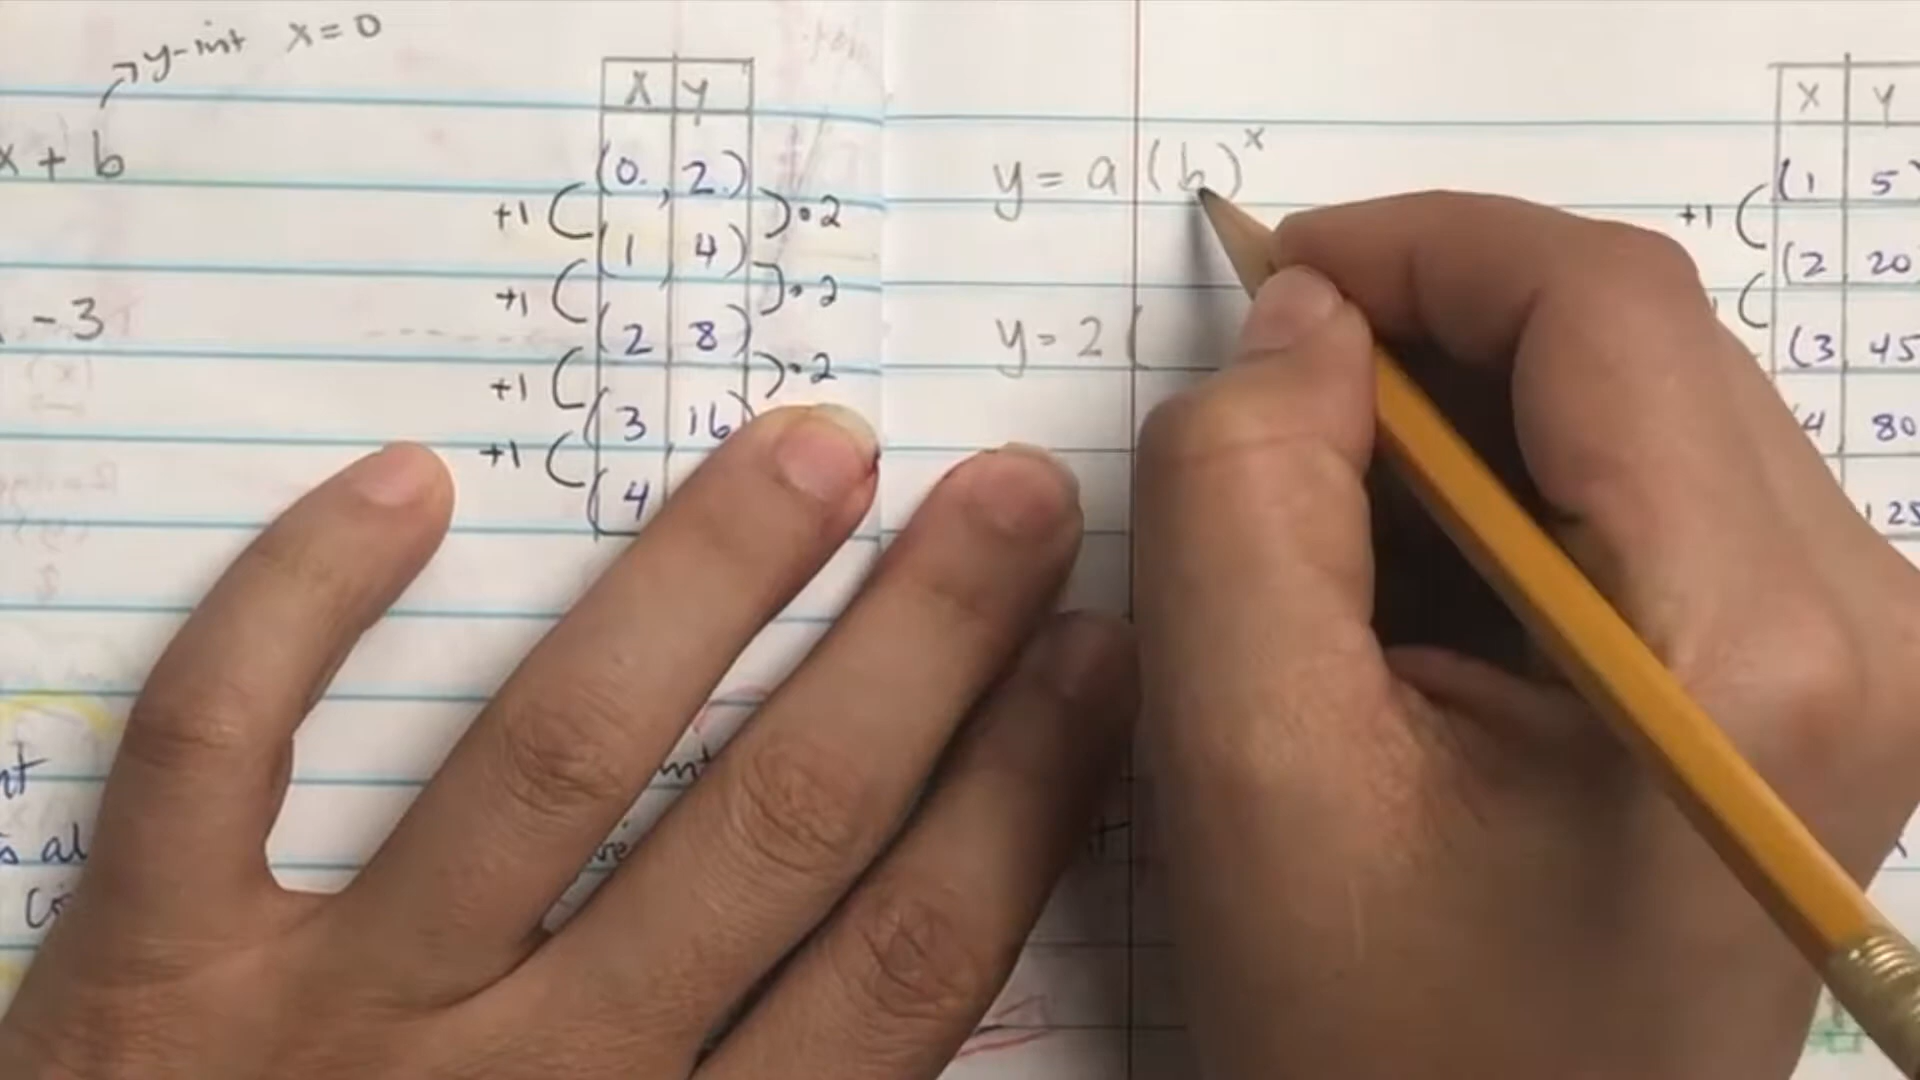 y-int x=0
x + b
-3
x y
(0, 2)
+1 •2
(1, 4)
+1 •2
(2 8)
+1 •2
(3, 16)
+1
(4
y = a (b)^x
y = 2 (
x y
(1 5)
+1
(2 20
(3 45
(4 80
125